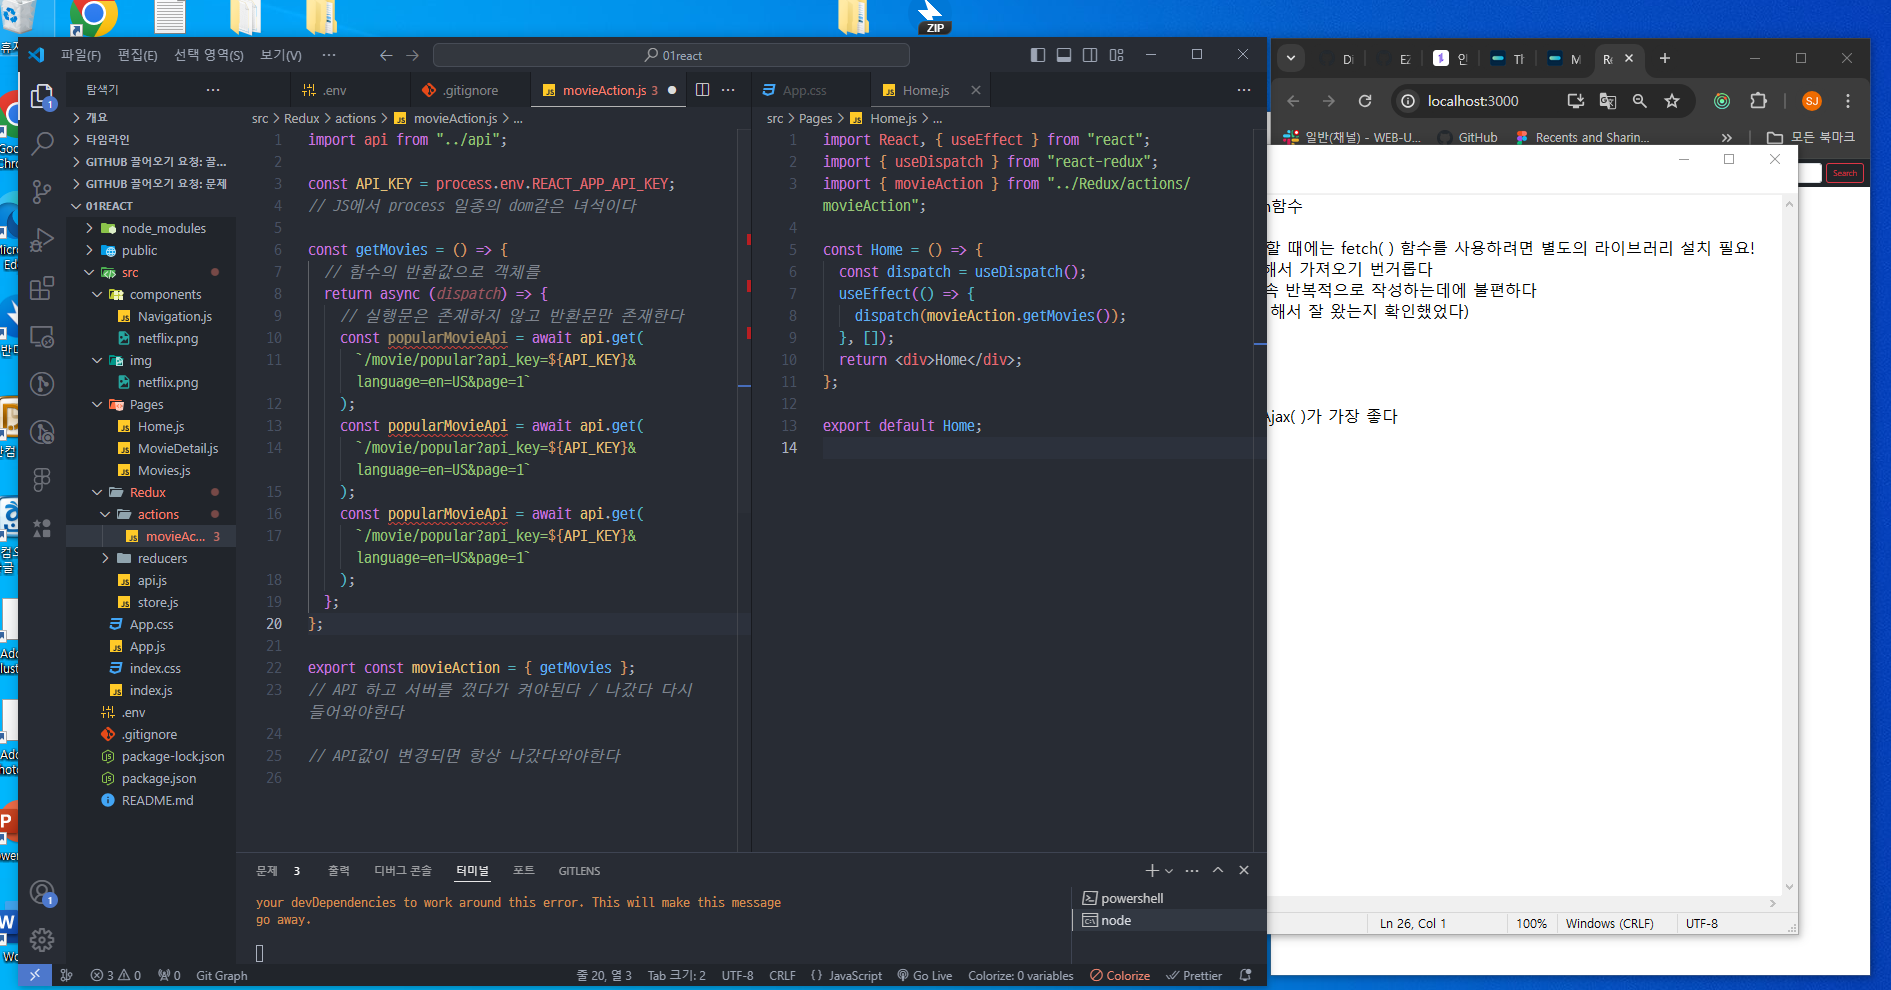 ZIP
파일(F) 편집(E) 선택 영역(S) 보기(V) ··· 01react
탐색기 ···
.env
.gitignore
movieAction.js 3
App.css
Home.js
개요
타임라인
GITHUB 끌어오기 요청: 끌...
GITHUB 끌어오기 요청: 문제
01REACT
node_modules
public
src
components
Navigation.js
netflix.png
img
netflix.png
Pages
Home.js
MovieDetail.js
Movies.js
Redux
actions
movieAc... 3
reducers
api.js
store.js
App.css
App.js
index.css
index.js
.env
.gitignore
package-lock.json
package.json
README.md
src > Redux > actions > movieAction.js > ...
1 import api from "../api";
2
3 const API_KEY = process.env.REACT_APP_API_KEY;
4 // JS에서 process 일종의 dom같은 녀석이다
5
6 const getMovies = () => {
7 // 함수의 반환값으로 객체를
8 return async (dispatch) => {
9 // 실행문은 존재하지 않고 반환문만 존재한다
10 const popularMovieApi = await api.get(
11 `/movie/popular?api_key=${API_KEY}&
language=en=US&page=1`
12 );
13 const popularMovieApi = await api.get(
14 `/movie/popular?api_key=${API_KEY}&
language=en=US&page=1`
15 );
16 const popularMovieApi = await api.get(
17 `/movie/popular?api_key=${API_KEY}&
language=en=US&page=1`
18 );
19 };
20 };
21
22 export const movieAction = { getMovies };
23 // API 하고 서버를 껐다가 켜야된다 / 나갔다 다시
들어와야한다
24
25 // API값이 변경되면 항상 나갔다와야한다
26
src > Pages > Home.js > ...
1 import React, { useEffect } from "react";
2 import { useDispatch } from "react-redux";
3 import { movieAction } from "../Redux/actions/
movieAction";
4
5 const Home = () => {
6 const dispatch = useDispatch();
7 useEffect(() => {
8 dispatch(movieAction.getMovies());
9 }, []);
10 return <div>Home</div>;
11 };
12
13 export default Home;
14
문제 3 출력 디버그 콘솔 터미널 포트 GITLENS
your devDependencies to work around this error. This will make this message
go away.
powershell
node
3 0 0 Git Graph 줄 20, 열 3 Tab 크기: 2 UTF-8 CRLF {} JavaScript Go Live Colorize: 0 variables Colorize Prettier
localhost:3000
SJ
일반(채널) - WEB-U... GitHub Recents and Sharin... » 모든 북마크
Search
함수
할 때에는 fetch( ) 함수를 사용하려면 별도의 라이브러리 설치 필요!
해서 가져오기 번거롭다
속 반복적으로 작성하는데에 불편하다
해서 잘 왔는지 확인했었다)
Ajax( )가 가장 좋다
Ln 26, Col 1 100% Windows (CRLF) UTF-8